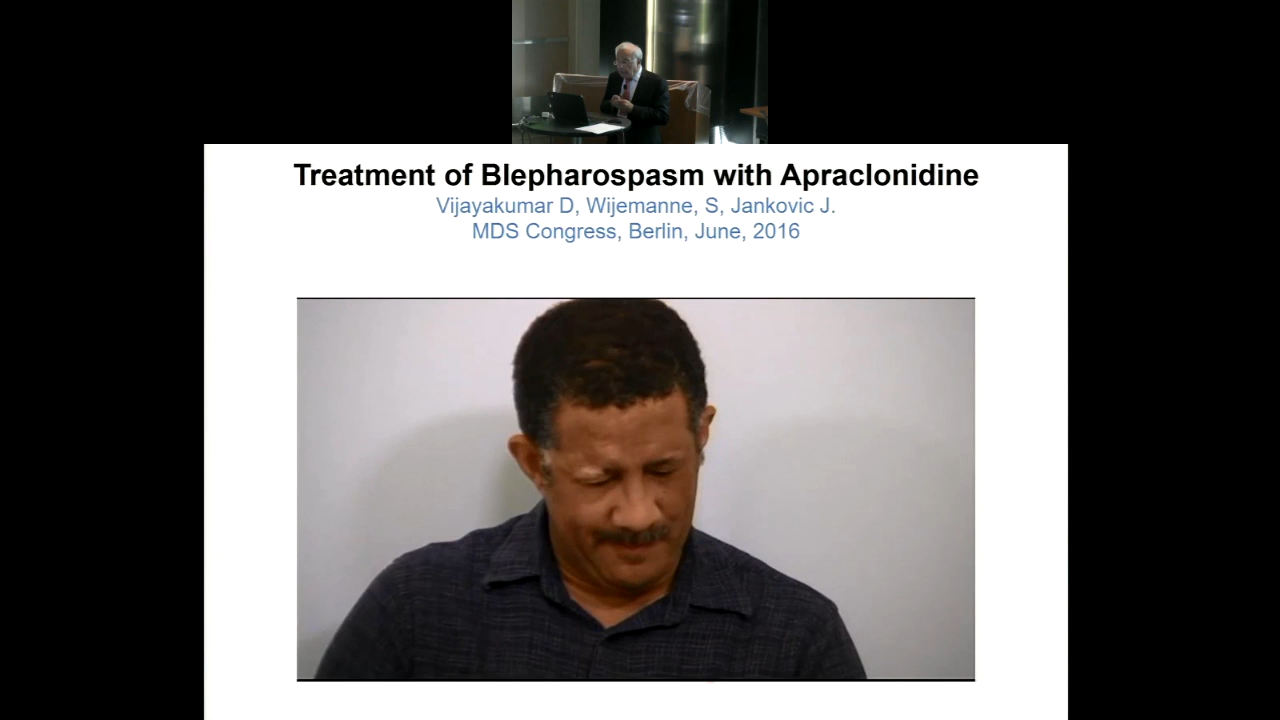 Treatment of Blepharospasm with Apraclonidine
Vijayakumar D, Wijemanne, S, Jankovic J.
MDS Congress, Berlin, June, 2016